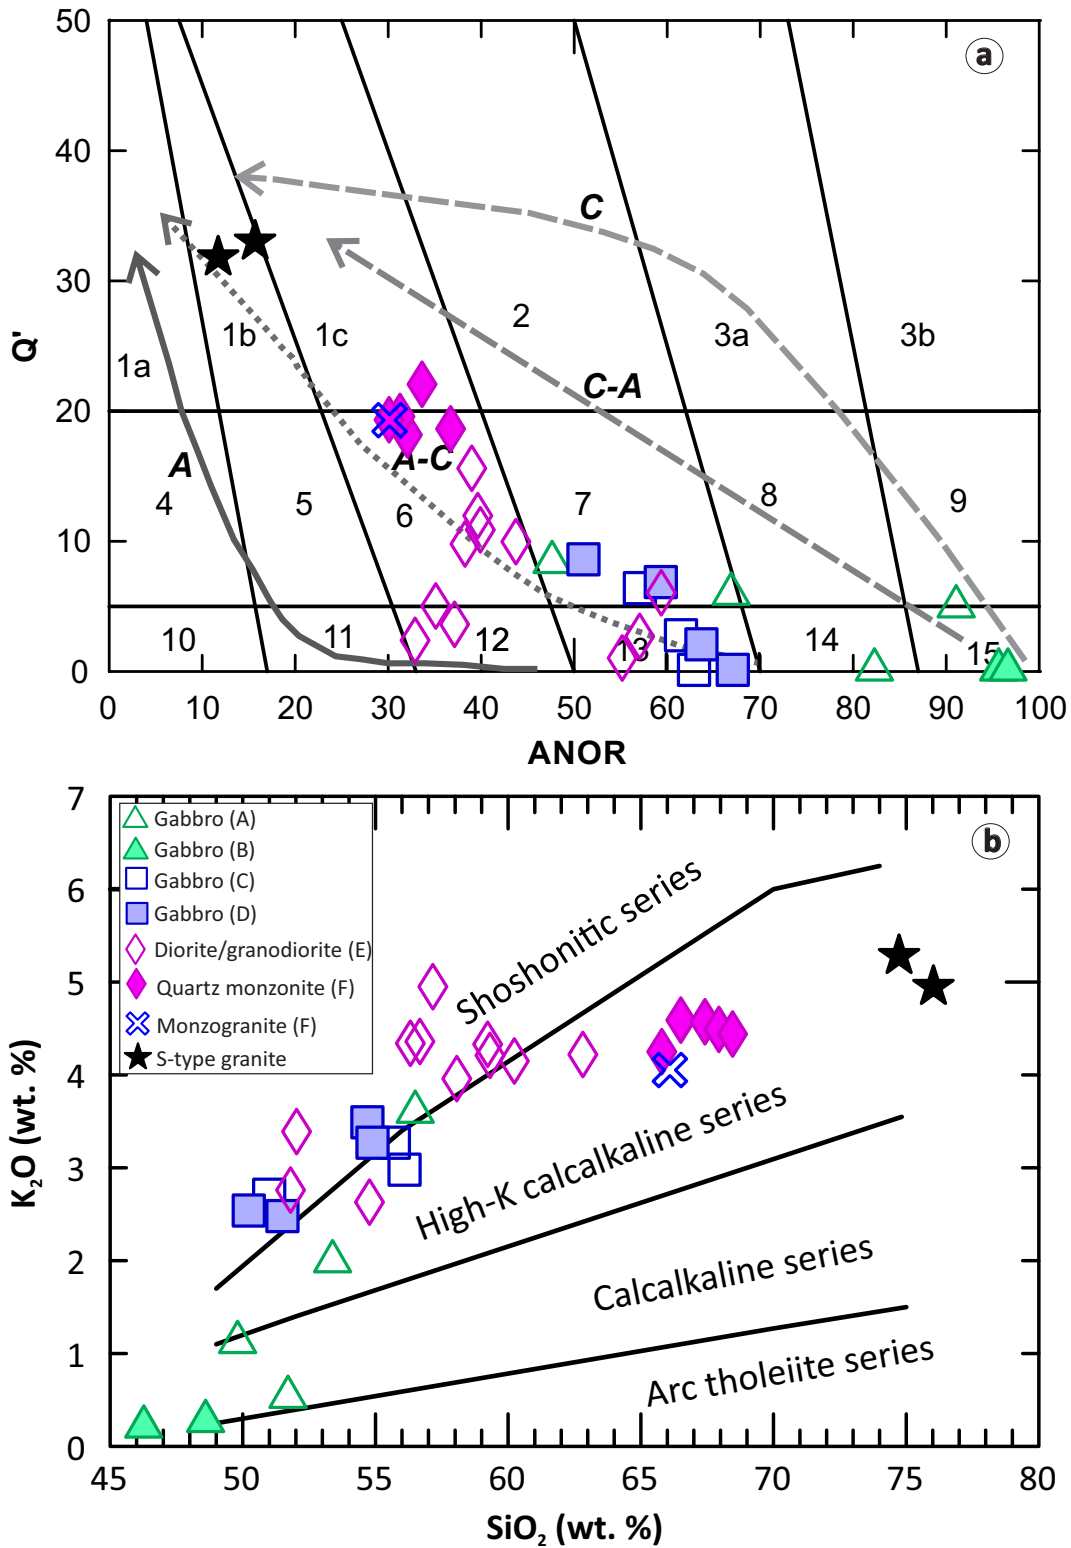 50
40
30
20
10
0
Q'
a
C
C-A
A-C
A
1a
1b
1c
2
3a
3b
4
5
6
7
8
9
10
11
12
13
14
15
0
10
20
30
40
50
60
70
80
90
100
ANOR
7
6
5
4
3
2
1
0
K₂O (wt. %)
b
Gabbro (A)
Gabbro (B)
Gabbro (C)
Gabbro (D)
Diorite/granodiorite (E)
Quartz monzonite (F)
Monzogranite (F)
S-type granite
Shoshonitic series
High-K calcalkaline series
Calcalkaline series
Arc tholeiite series
45
50
55
60
65
70
75
80
SiO₂ (wt. %)